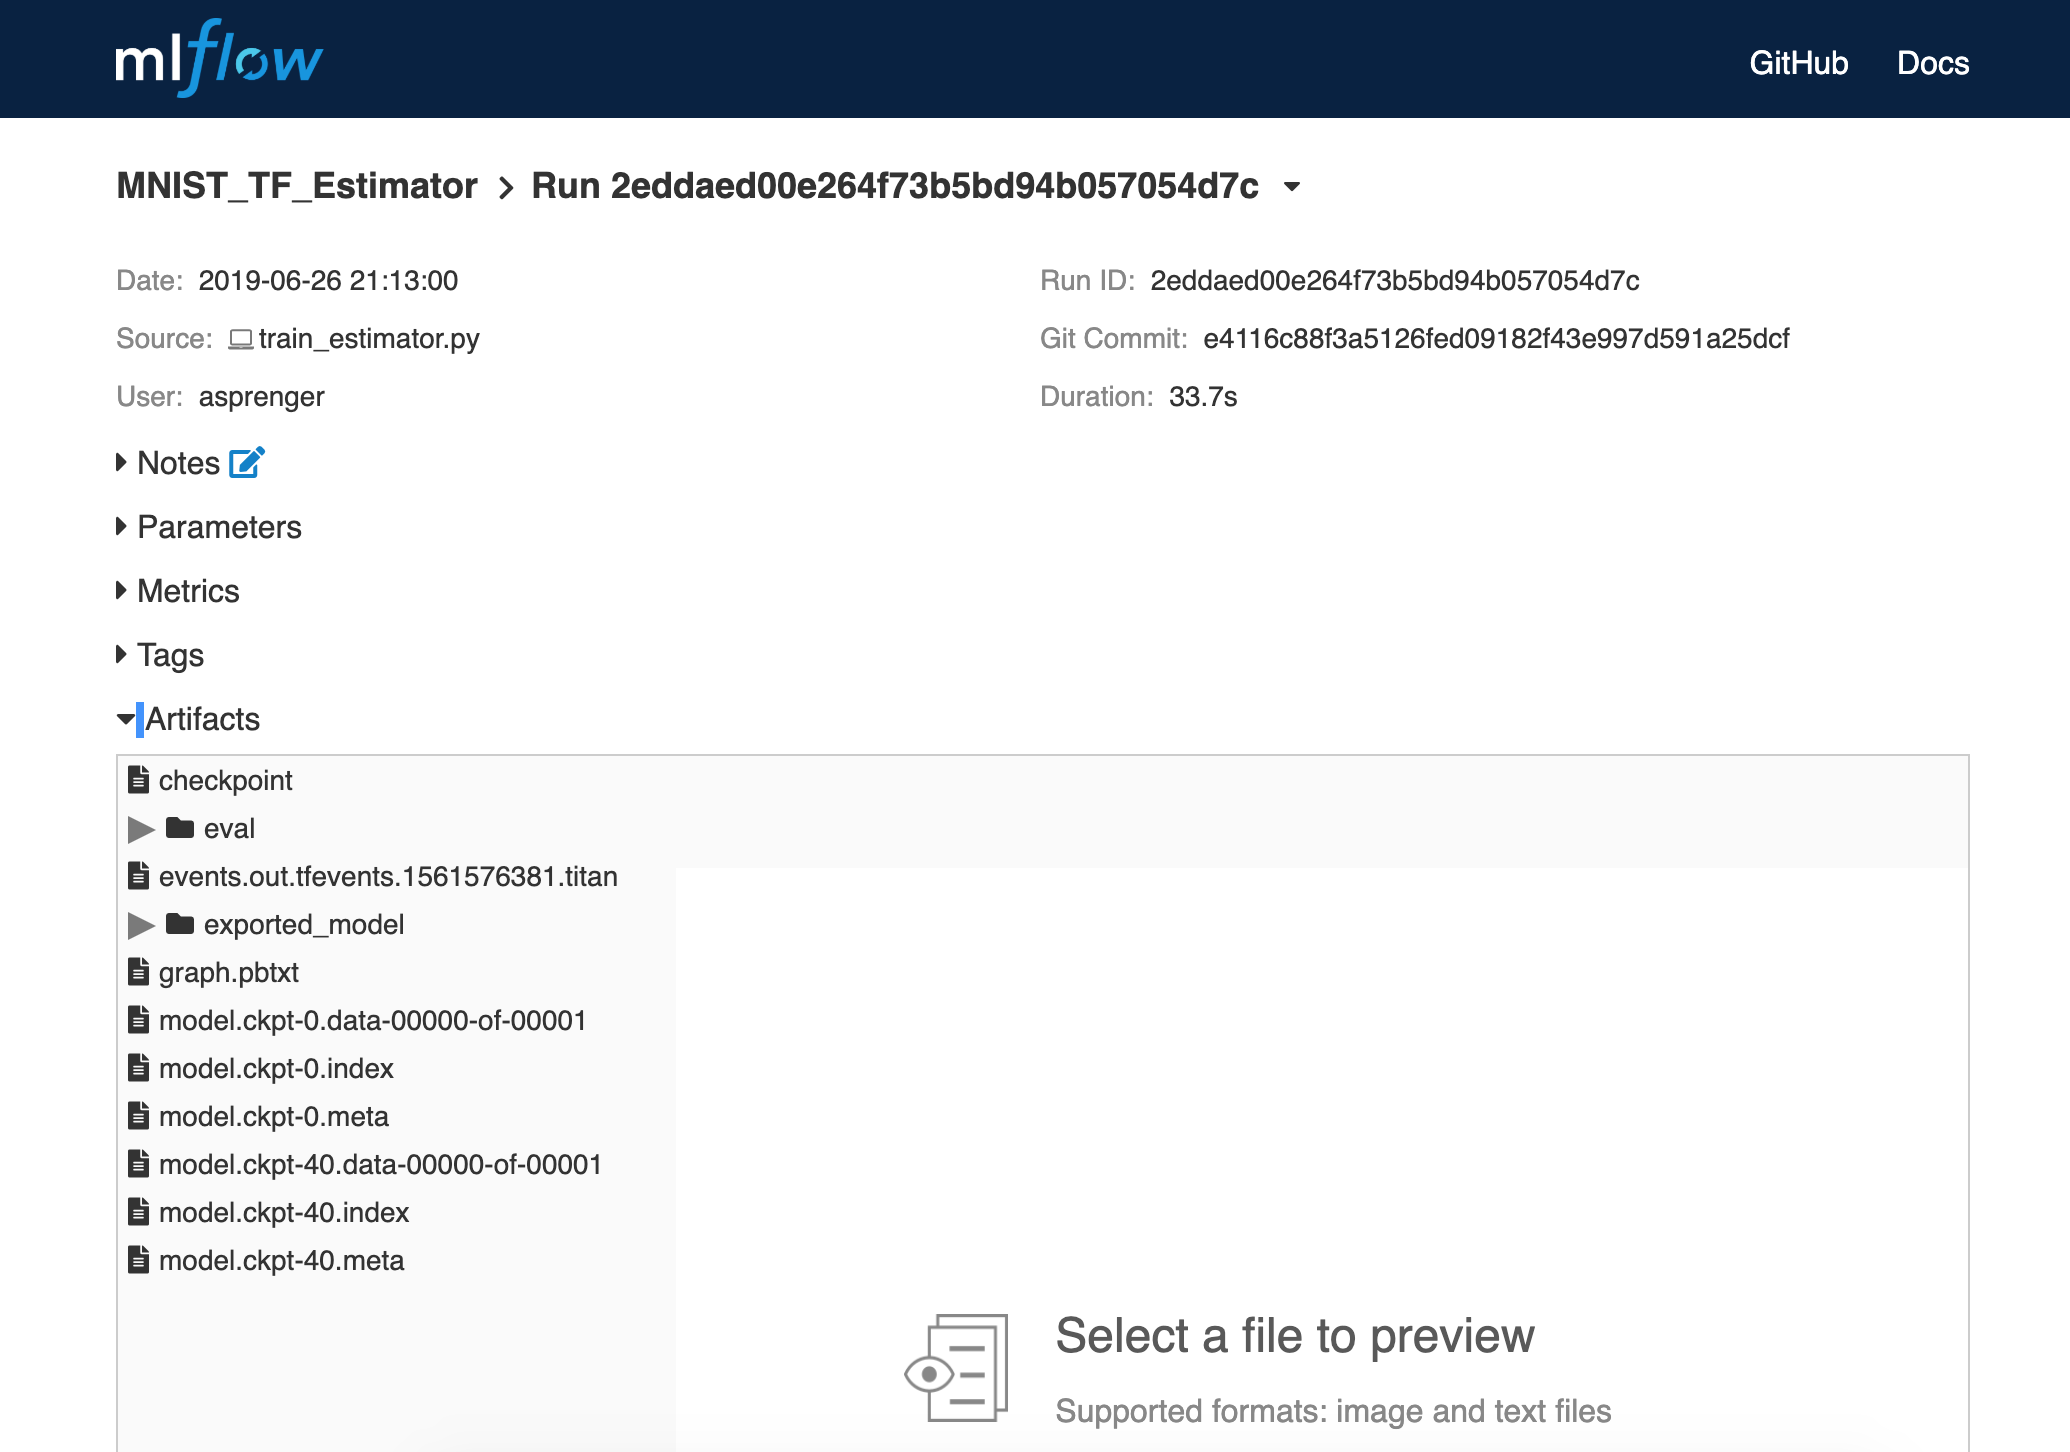 mlflow
GitHub Docs
MNIST_TF_Estimator > Run 2eddaed00e264f73b5bd94b057054d7c
Date: 2019-06-26 21:13:00
Run ID: 2eddaed00e264f73b5bd94b057054d7c
Source: train_estimator.py
Git Commit: e4116c88f3a5126fed09182f43e997d591a25dcf
User: asprenger
Duration: 33.7s
Notes
Parameters
Metrics
Tags
Artifacts
checkpoint
eval
events.out.tfevents.1561576381.titan
exported_model
graph.pbtxt
model.ckpt-0.data-00000-of-00001
model.ckpt-0.index
model.ckpt-0.meta
model.ckpt-40.data-00000-of-00001
model.ckpt-40.index
model.ckpt-40.meta
Select a file to preview
Supported formats: image and text files